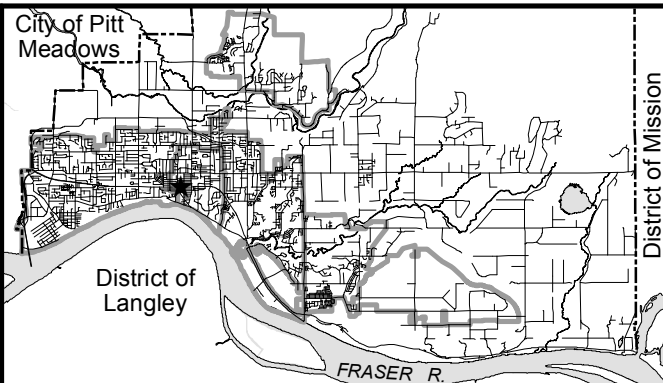 City of Pitt
Meadows
District of Mission
District of
Langley
FRASER R.